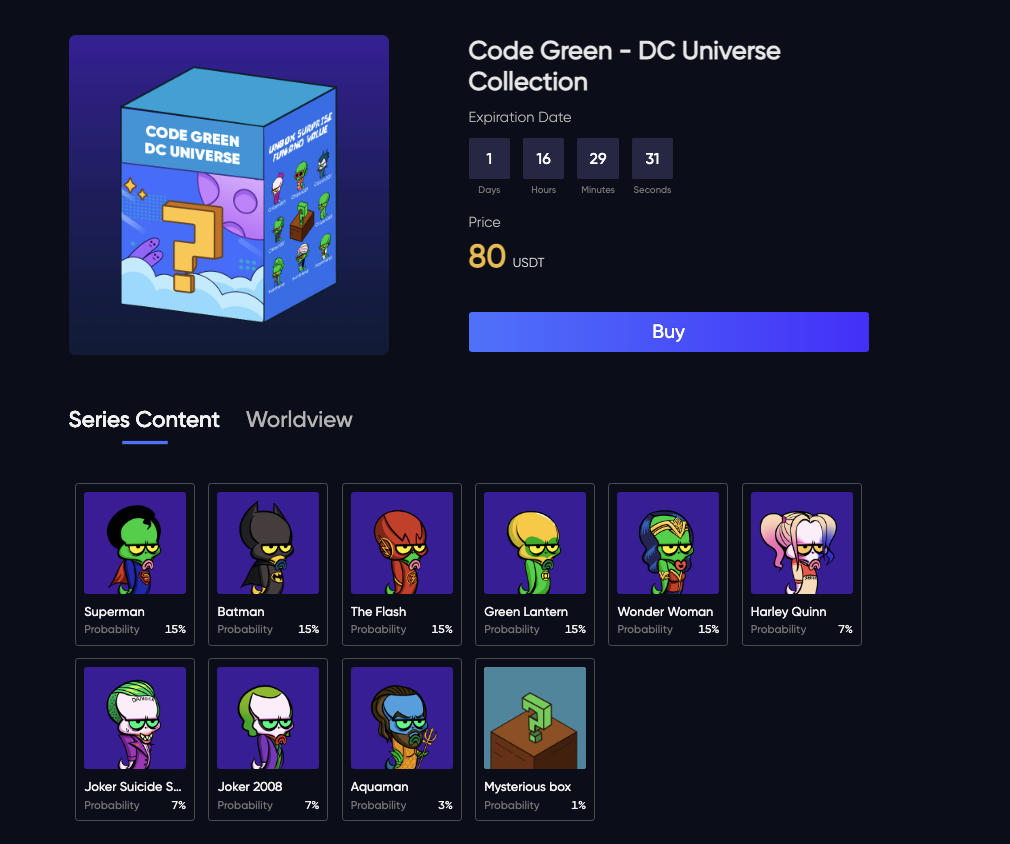 Code Green - DC Universe
Collection
Expiration Date
1 16 29 31
Days Hours Minutes Seconds
Price
80 USDT
Buy
CODE GREEN
DC UNIVERSE
UNBOX SURPRISE
FUN AND VALUE
Series Content Worldview
Superman
Probability 15%
Batman
Probability 15%
The Flash
Probability 15%
Green Lantern
Probability 15%
Wonder Woman
Probability 15%
Harley Quinn
Probability 7%
Joker Suicide S...
Probability 7%
Joker 2008
Probability 7%
Aquaman
Probability 3%
Mysterious box
Probability 1%